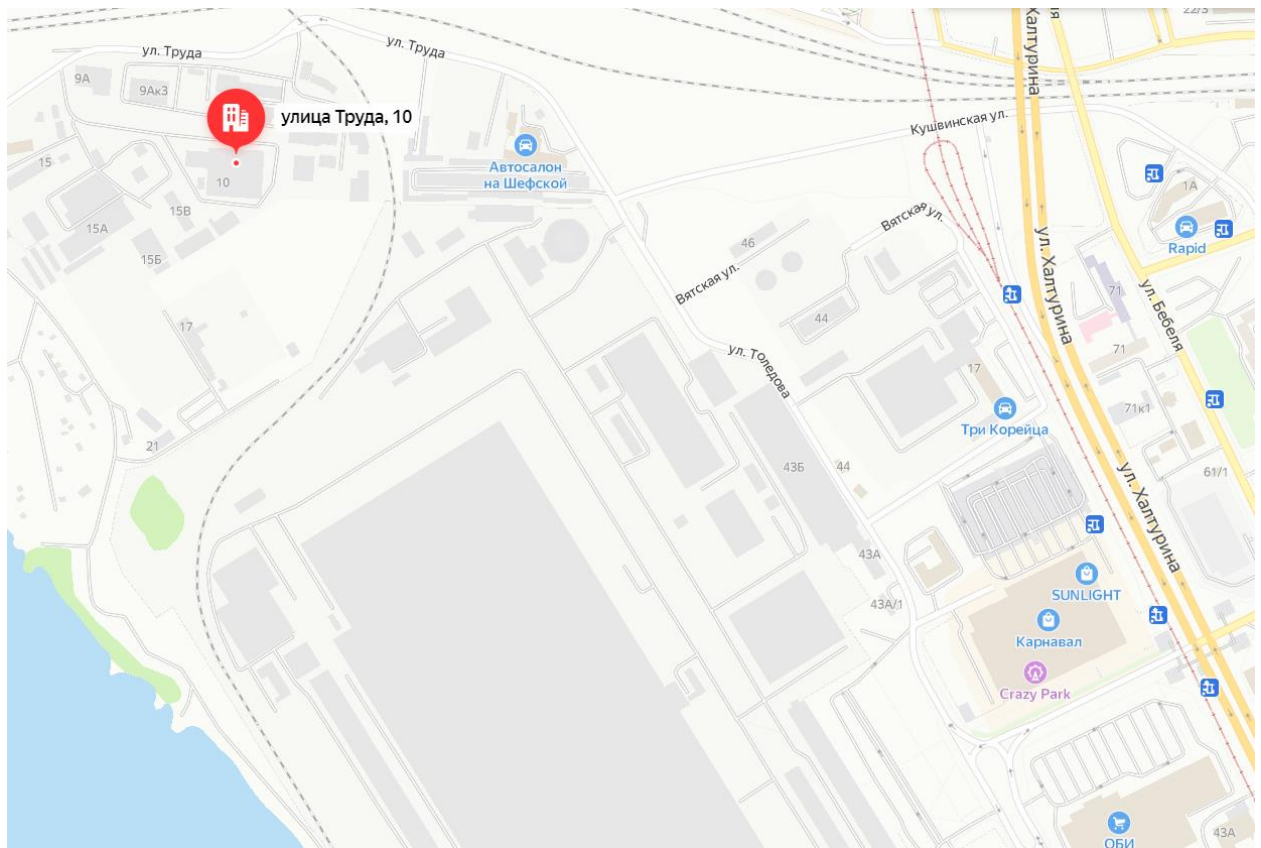 22/3
ул. Халтурина
ул. Труда
ул. Труда
9А
9Ак3
улица Труда, 10
Кушвинская ул.
15
Автосалон
на Шефской
10
1А
15В
Вятская ул.
15А
Rapid
46
15Б
Вятская ул.
ул. Халтурина
71
ул. Бебеля
17
44
71
ул. Толедова
17
71к1
Три Корейца
21
43Б
44
61/1
ул. Халтурина
43А
SUNLIGHT
43А/1
Карнавал
Crazy Park
43А
ОБИ